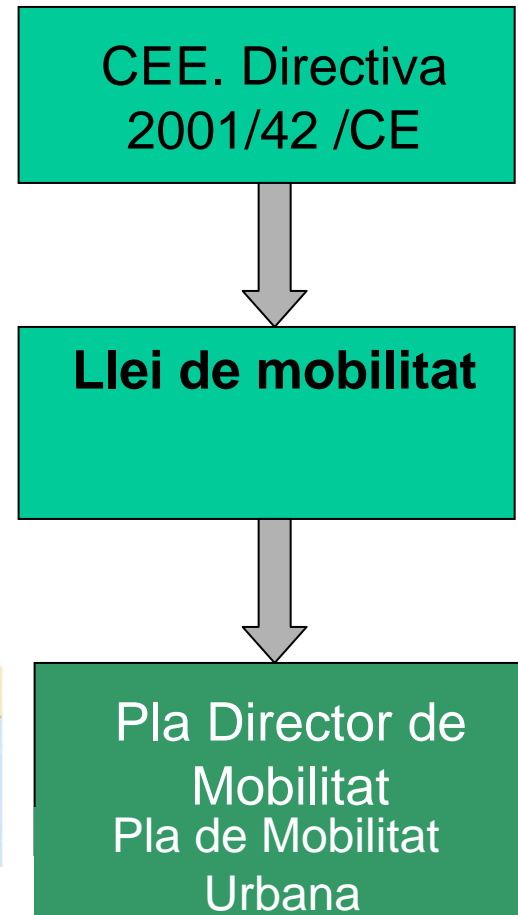 CEE. Directiva
2001/42 /CE
Llei de mobilitat
Pla Director de
Mobilitat
Pla de Mobilitat
Urbana